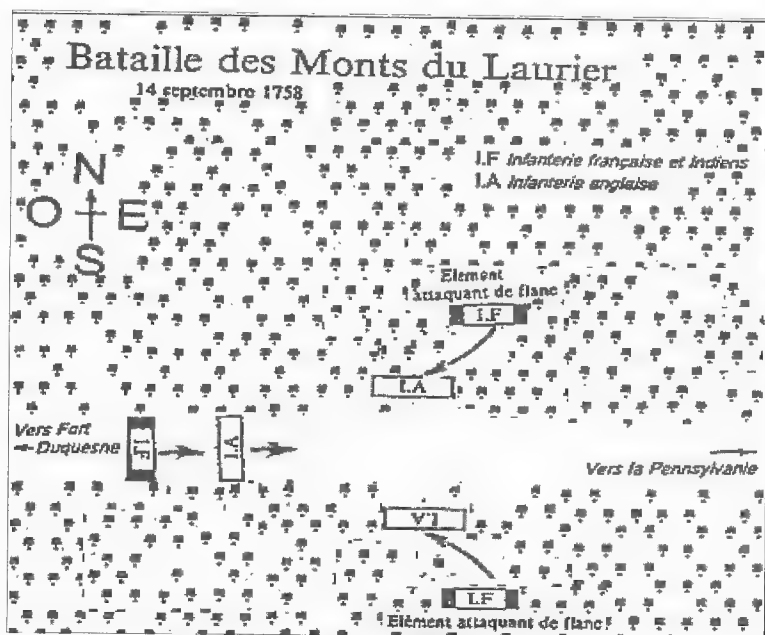 Bataille des Monts du Laurier
14 septembre 1758
N
O E
S
I.F Infanterie française et Indiens
I.A Infanterie anglaise
Elément
attaquant de flanc
I.F
I.A
Vers Fort
Duquesne
I.F
I.A
Vers la Pennsylvanie
I.A
I.F
Elément attaquant de flanc